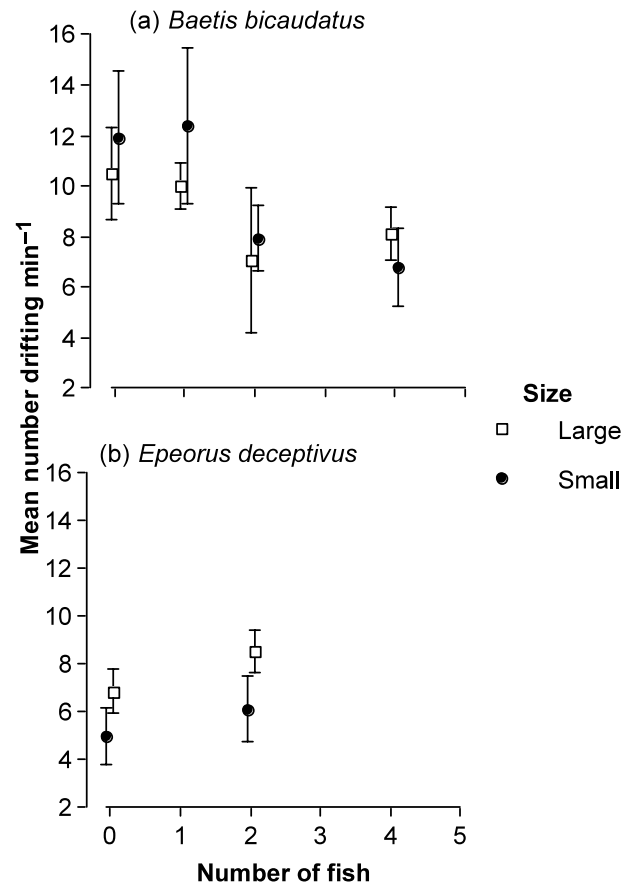 (a) Baetis bicaudatus
16
14
12
10
8
6
4
2
Mean number drifting min⁻¹
Size
Large
Small
(b) Epeorus deceptivus
16
14
12
10
8
6
4
2
0 1 2 3 4 5
Number of fish